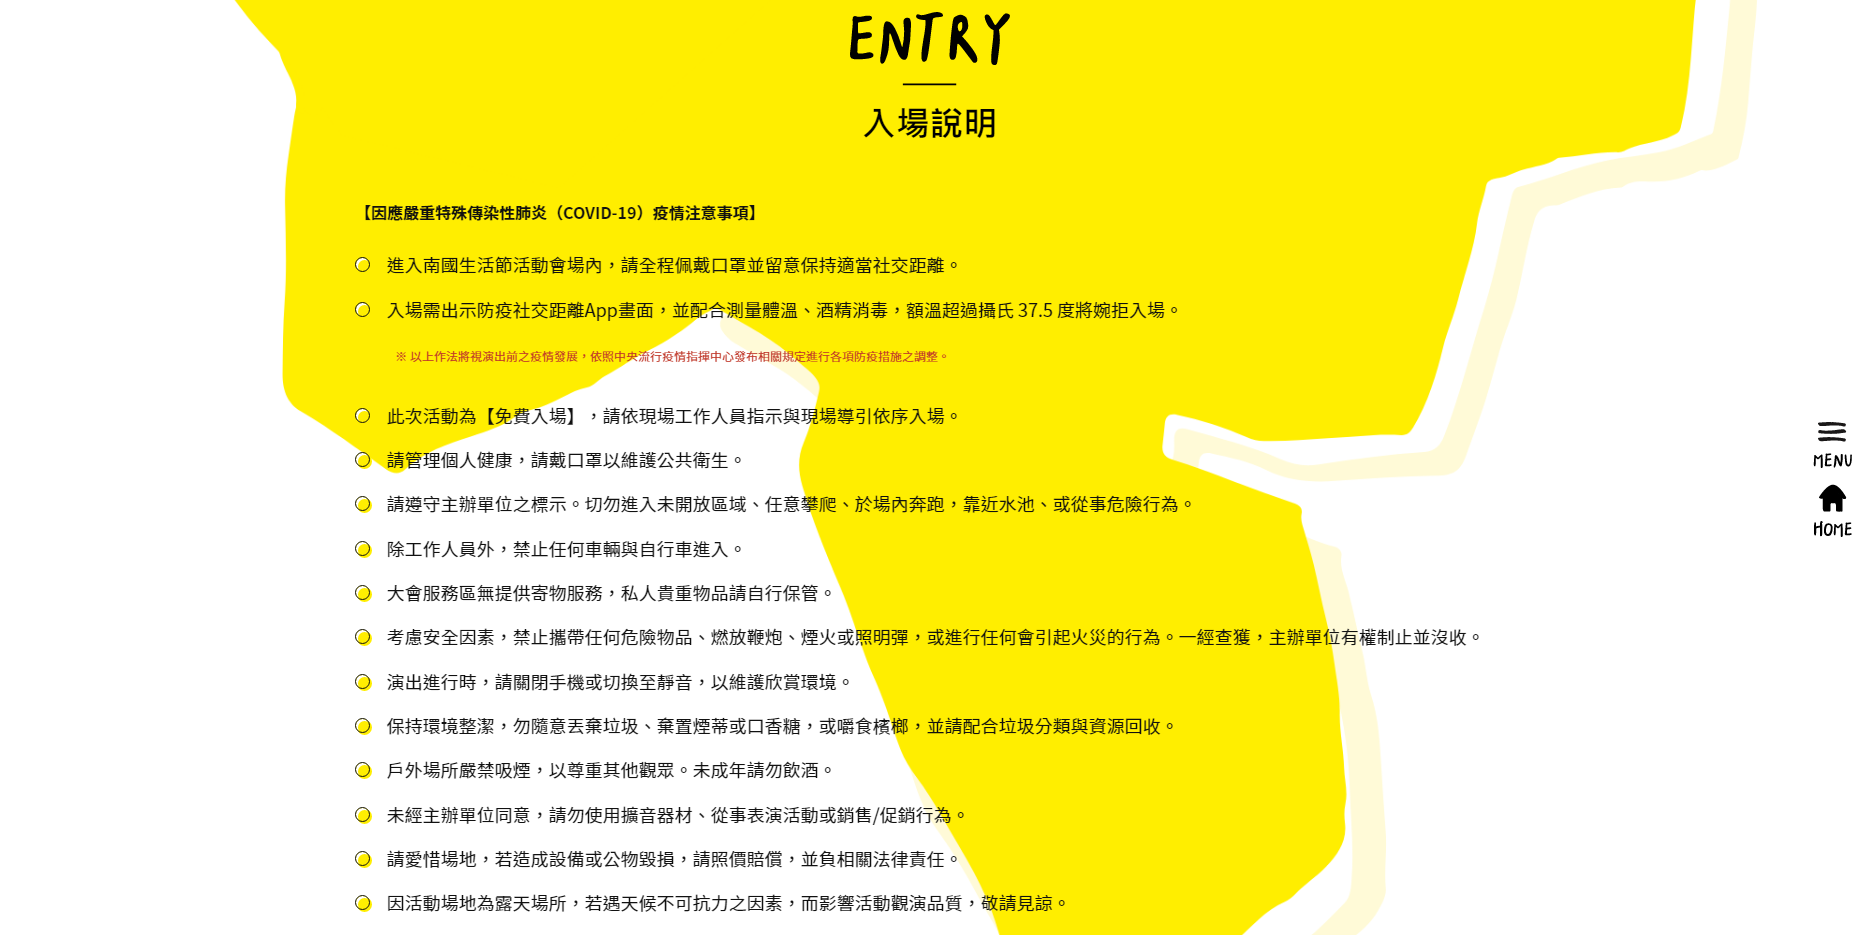 ENTRY
入場說明
【因應嚴重特殊傳染性肺炎（COVID-19）疫情注意事項】
進入南國生活節活動會場內，請全程佩戴口罩並留意保持適當社交距離。
入場需出示防疫社交距離App畫面，並配合測量體溫、酒精消毒，額溫超過攝氏 37.5 度將婉拒入場。
※ 以上作法將視演出前之疫情發展，依照中央流行疫情指揮中心發布相關規定進行各項防疫措施之調整。
此次活動為【免費入場】，請依現場工作人員指示與現場導引依序入場。
請管理個人健康，請戴口罩以維護公共衛生。
請遵守主辦單位之標示。切勿進入未開放區域、任意攀爬、於場內奔跑，靠近水池、或從事危險行為。
除工作人員外，禁止任何車輛與自行車進入。
大會服務區無提供寄物服務，私人貴重物品請自行保管。
考慮安全因素，禁止攜帶任何危險物品、燃放鞭炮、煙火或照明彈，或進行任何會引起火災的行為。一經查獲，主辦單位有權制止並沒收。
演出進行時，請關閉手機或切換至靜音，以維護欣賞環境。
保持環境整潔，勿隨意丟棄垃圾、棄置煙蒂或口香糖，或嚼食檳榔，並請配合垃圾分類與資源回收。
戶外場所嚴禁吸煙，以尊重其他觀眾。未成年請勿飲酒。
未經主辦單位同意，請勿使用擴音器材、從事表演活動或銷售/促銷行為。
請愛惜場地，若造成設備或公物毀損，請照價賠償，並負相關法律責任。
因活動場地為露天場所，若遇天候不可抗力之因素，而影響活動觀演品質，敬請見諒。
MENU
HOME